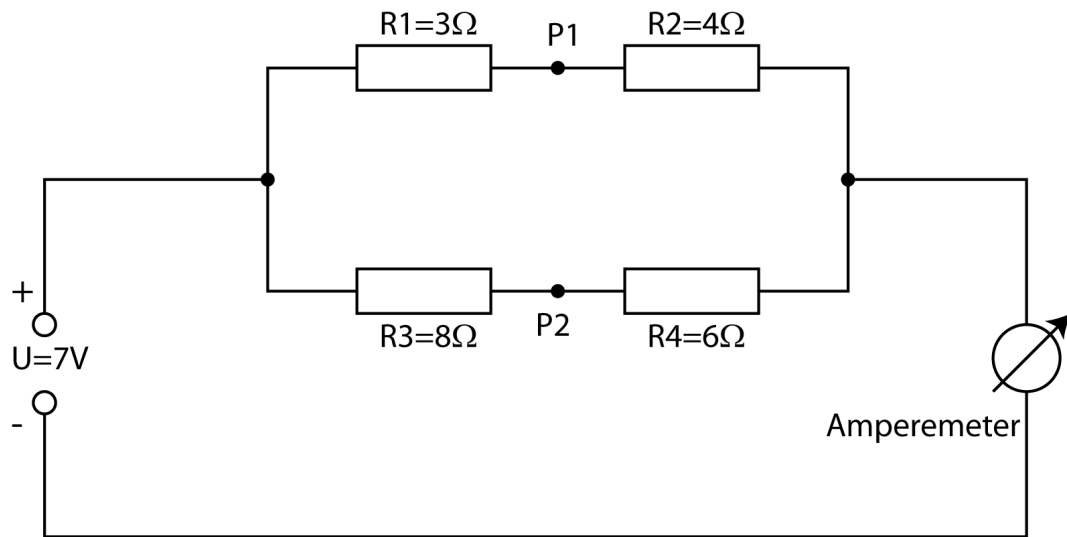 R1=3Ω
P1
R2=4Ω
+
U=7V
-
R3=8Ω
P2
R4=6Ω
Amperemeter